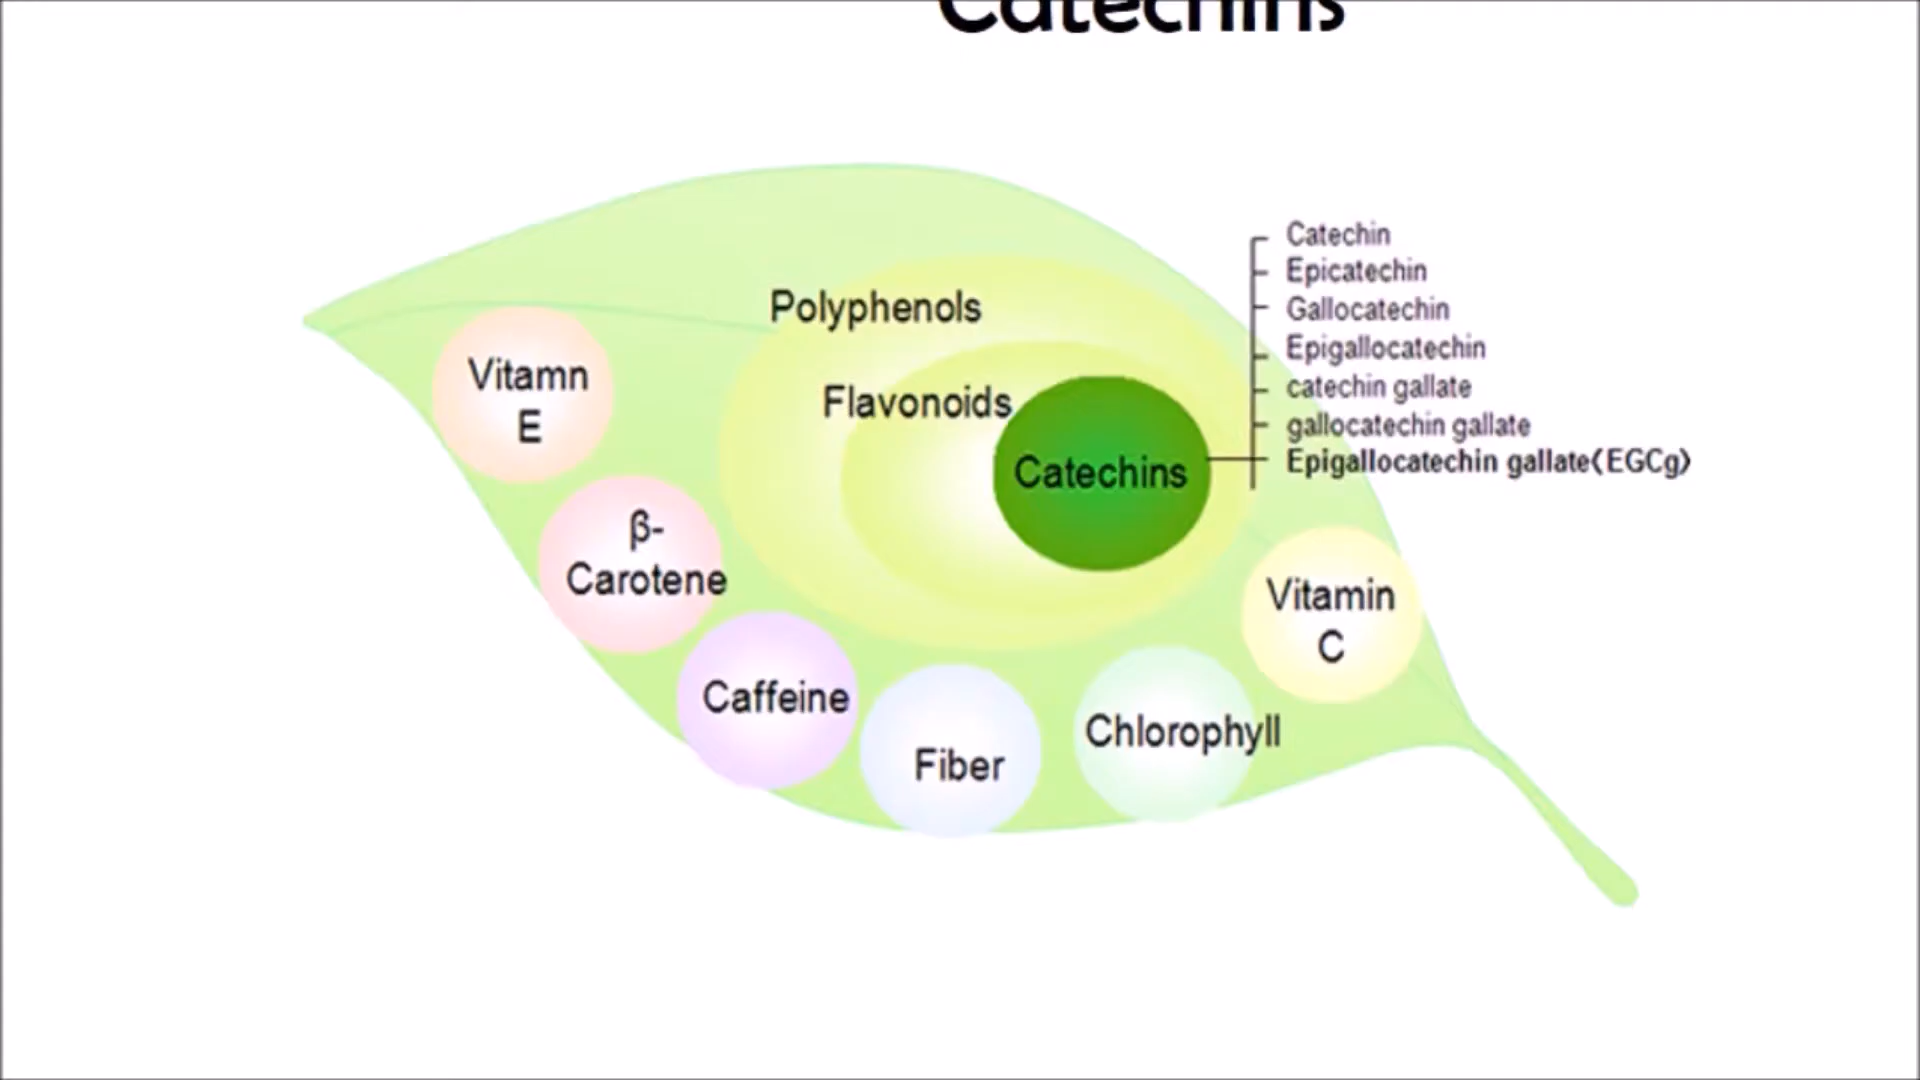 Catechins
Catechin
Epicatechin
Gallocatechin
Epigallocatechin
catechin gallate
gallocatechin gallate
Epigallocatechin gallate(EGCg)
Polyphenols
Flavonoids
Catechins
Vitamn
E
β-
Carotene
Caffeine
Fiber
Chlorophyll
Vitamin
C